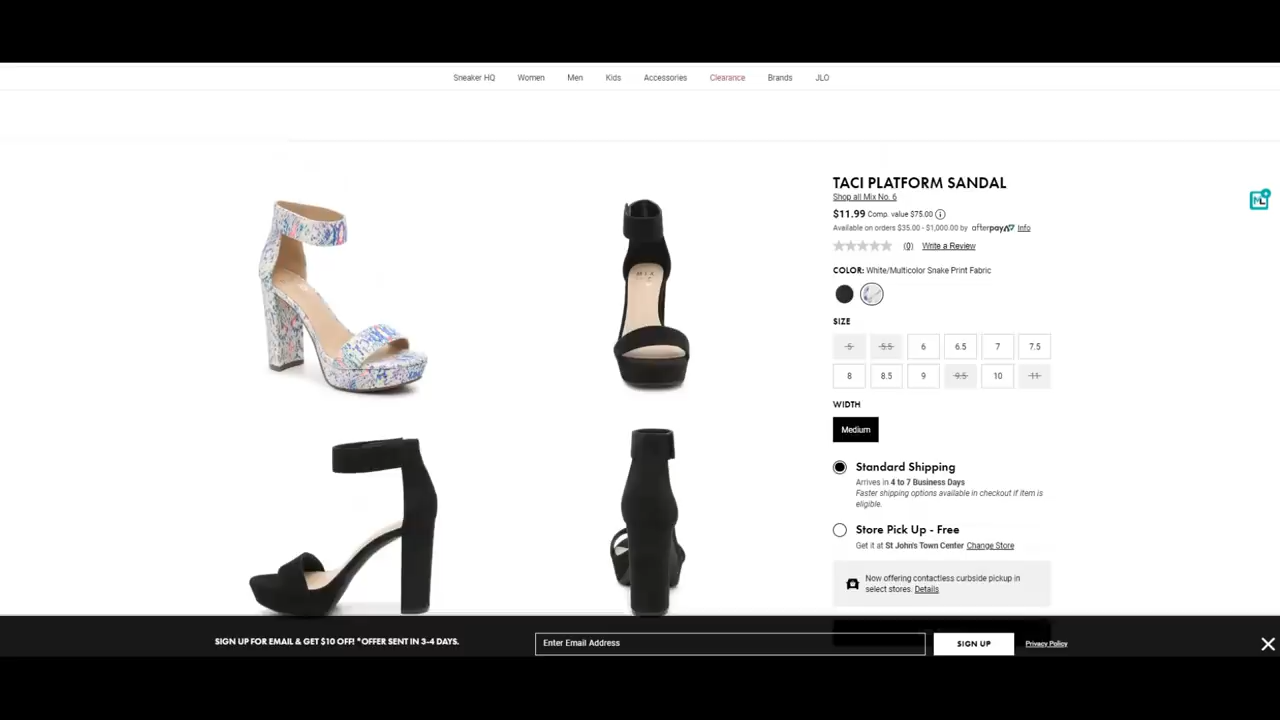 Sneaker HQ Women Men Kids Accessories Clearance Brands JLO
TACI PLATFORM SANDAL
Shop all Mix No. 6
$11.99 Comp. value $75.00
Available on orders $35.00 - $1,000.00 by afterpay Info
(0) Write a Review
COLOR: White/Multicolor Snake Print Fabric
SIZE
5 5.5 6 6.5 7 7.5
8 8.5 9 9.5 10 11
WIDTH
Medium
Standard Shipping
Arrives in 4 to 7 Business Days
Faster shipping options available in checkout if item is
eligible.
Store Pick Up - Free
Get it at St John's Town Center Change Store
Now offering contactless curbside pickup in
select stores. Details
SIGN UP FOR EMAIL & GET $10 OFF! *OFFER SENT IN 3-4 DAYS. Enter Email Address SIGN UP Privacy Policy